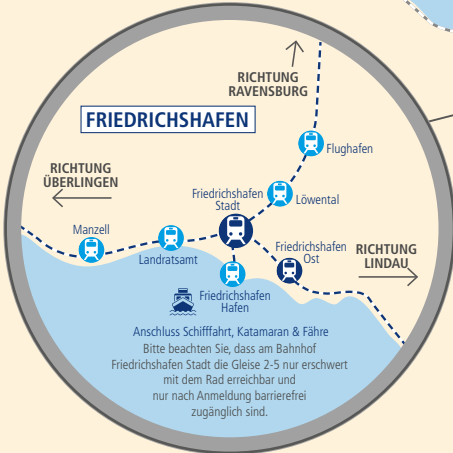 RICHTUNG
RAVENSBURG
FRIEDRICHSHAFEN
Flughafen
RICHTUNG
ÜBERLINGEN
Friedrichshafen
Stadt
Löwental
Manzell
Landratsamt
Friedrichshafen
Ost
RICHTUNG
LINDAU
Friedrichshafen
Hafen
Anschluss Schifffahrt, Katamaran & Fähre
Bitte beachten Sie, dass am Bahnhof
Friedrichshafen Stadt die Gleise 2-5 nur erschwert
mit dem Rad erreichbar und
nur nach Anmeldung barrierefrei
zugänglich sind.